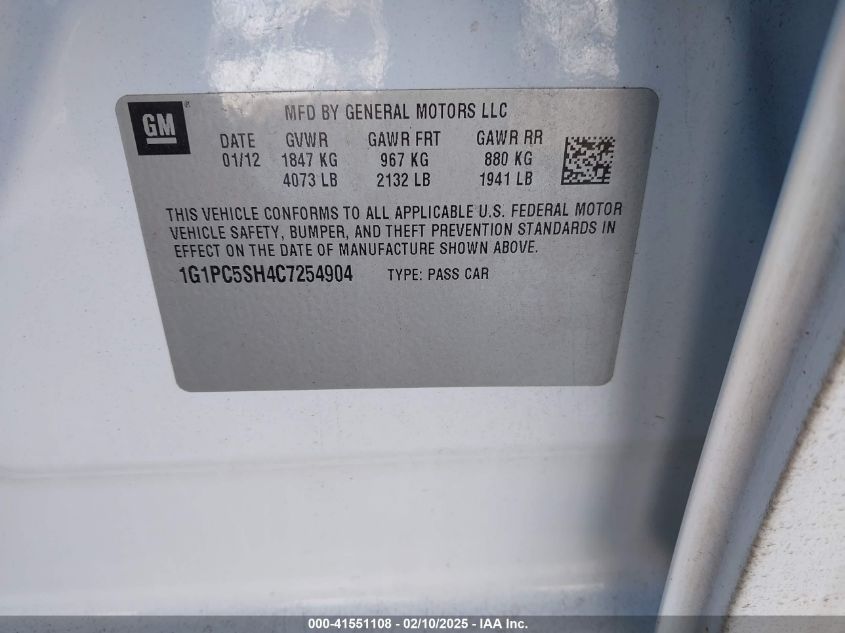 GM®
MFD BY GENERAL MOTORS LLC
DATE GVWR GAWR FRT GAWR RR
01/12 1847 KG 967 KG 880 KG
4073 LB 2132 LB 1941 LB
THIS VEHICLE CONFORMS TO ALL APPLICABLE U.S. FEDERAL MOTOR
VEHICLE SAFETY, BUMPER, AND THEFT PREVENTION STANDARDS IN
EFFECT ON THE DATE OF MANUFACTURE SHOWN ABOVE.
1G1PC5SH4C7254904 TYPE: PASS CAR
000-41551108 - 02/10/2025 - IAA Inc.